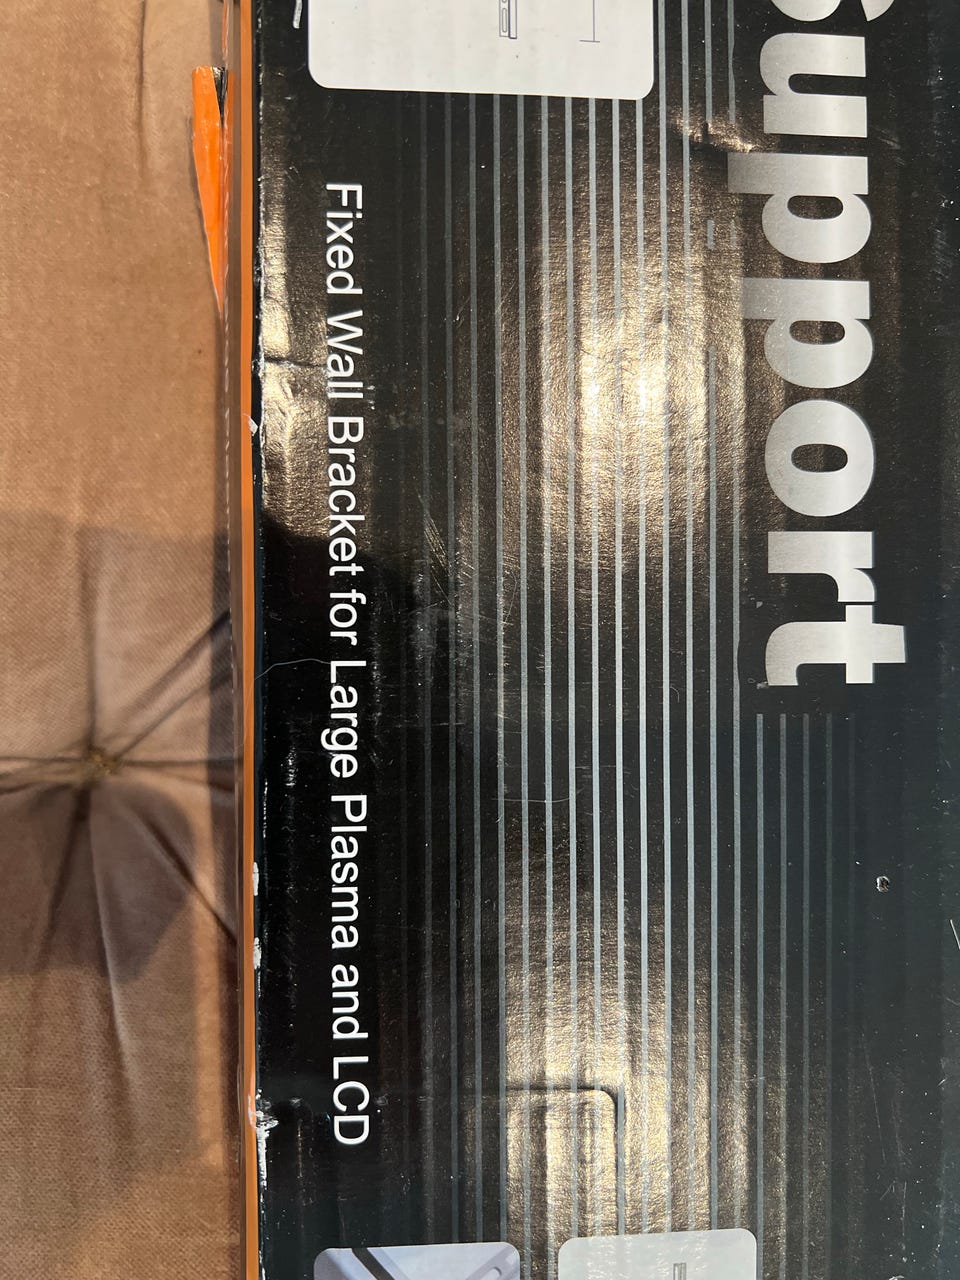 Support
Fixed Wall Bracket for Large Plasma and LCD